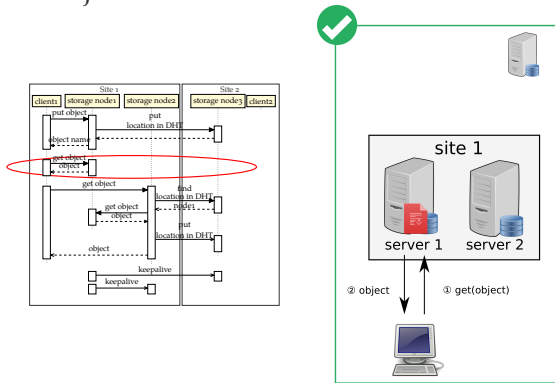 Site 1
Site 2
client1
storage node1
storage node2
storage node3
client2
put object
put
location in DHT
object name
get object
object
get object
find
location in DHT
node1
get object
object
put
location in DHT
object
keepalive
keepalive
site 1
server 1
server 2
② object
① get(object)